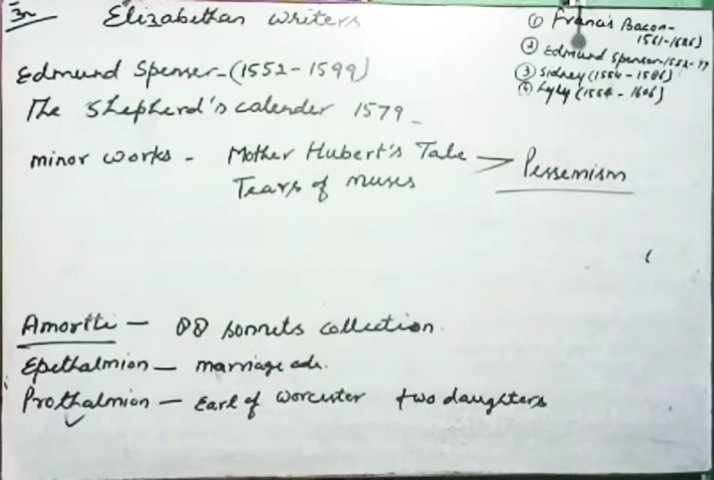 Elizabethan writers
① Francis Bacon-
1561-1626)
② Edmund Spenser-1552-99
③ Sidney (1554-1586)
④ Lyly (1554 - 1606)
Edmund Spenser-(1552-1599)
The Shepherd's calender 1579_
minor works - Mother Hubert's Tale
Tears of muses
Pessemism
Amortti - 88 sonnets collection.
Epethalmion - marriage ode.
Prothalmion - Earl of Worcester two daughters